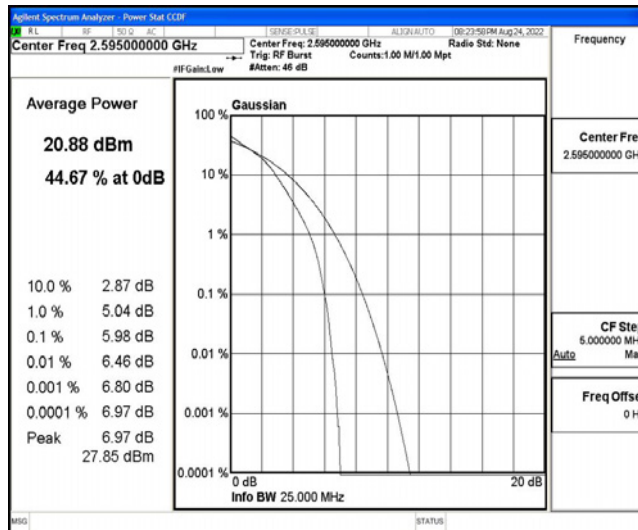 Agilent Spectrum Analyzer - Power Stat CCDF
RL RF 50 Ω AC SENSE:PULSE ALIGNAUTO 08:23:58PM Aug 24, 2022
Center Freq 2.595000000 GHz
Center Freq: 2.595000000 GHz Radio Std: None
Trig: RF Burst Counts:1.00 M/1.00 Mpt
#IFGain:Low #Atten: 46 dB
Frequency
Average Power
20.88 dBm
44.67 % at 0dB
10.0 % 2.87 dB
1.0 % 5.04 dB
0.1 % 5.98 dB
0.01 % 6.46 dB
0.001 % 6.80 dB
0.0001 % 6.97 dB
Peak 6.97 dB
27.85 dBm
Gaussian
100 %
10 %
1 %
0.1 %
0.01 %
0.001 %
0.0001 %
0 dB 20 dB
Info BW 25.000 MHz
Center Fre
2.595000000 GH
CF Ste
5.000000 MH
Auto Ma
Freq Offse
0 H
MSG STATUS